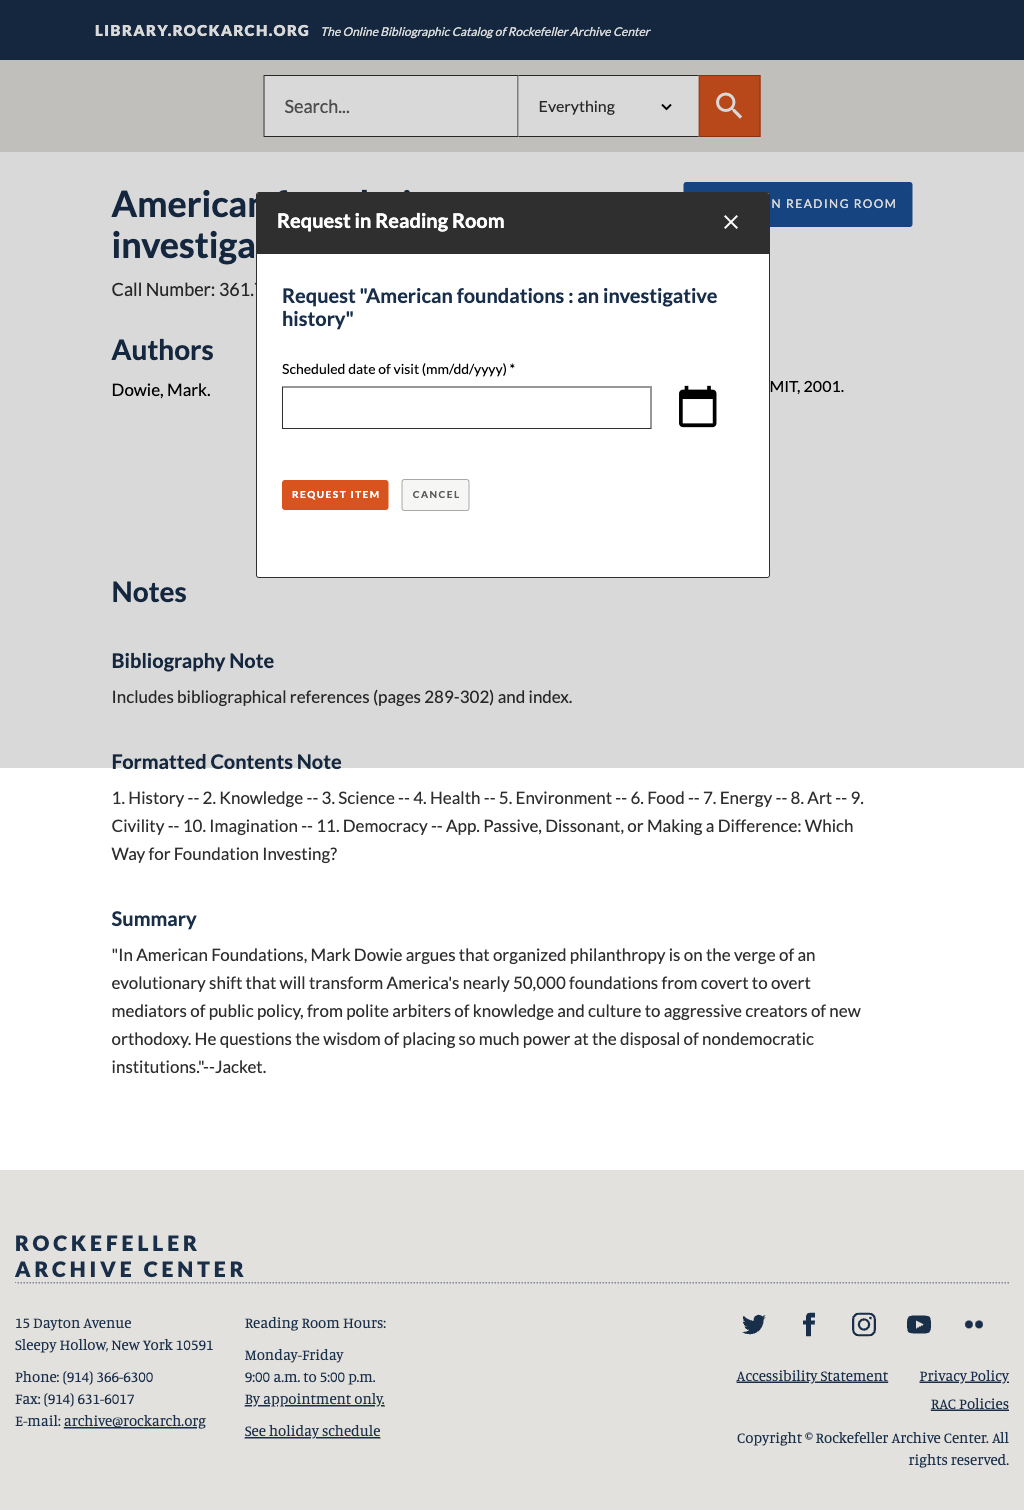 LIBRARY.ROCKARCH.ORG The Online Bibliographic Catalog of Rockefeller Archive Center
Search...
Everything
American
investiga
N READING ROOM
Call Number: 361.
Request in Reading Room
Request "American foundations : an investigative
history"
Scheduled date of visit (mm/dd/yyyy) *
REQUEST ITEM
CANCEL
Authors
Dowie, Mark.
MIT, 2001.
Notes
Bibliography Note
Includes bibliographical references (pages 289-302) and index.
Formatted Contents Note
1. History -- 2. Knowledge -- 3. Science -- 4. Health -- 5. Environment -- 6. Food -- 7. Energy -- 8. Art -- 9.
Civility -- 10. Imagination -- 11. Democracy -- App. Passive, Dissonant, or Making a Difference: Which
Way for Foundation Investing?
Summary
"In American Foundations, Mark Dowie argues that organized philanthropy is on the verge of an
evolutionary shift that will transform America's nearly 50,000 foundations from covert to overt
mediators of public policy, from polite arbiters of knowledge and culture to aggressive creators of new
orthodoxy. He questions the wisdom of placing so much power at the disposal of nondemocratic
institutions."--Jacket.
ROCKEFELLER
ARCHIVE CENTER
15 Dayton Avenue
Sleepy Hollow, New York 10591
Phone: (914) 366-6300
Fax: (914) 631-6017
E-mail: archive@rockarch.org
Reading Room Hours:
Monday-Friday
9:00 a.m. to 5:00 p.m.
By appointment only.
See holiday schedule
Accessibility Statement
Privacy Policy
RAC Policies
Copyright © Rockefeller Archive Center. All
rights reserved.